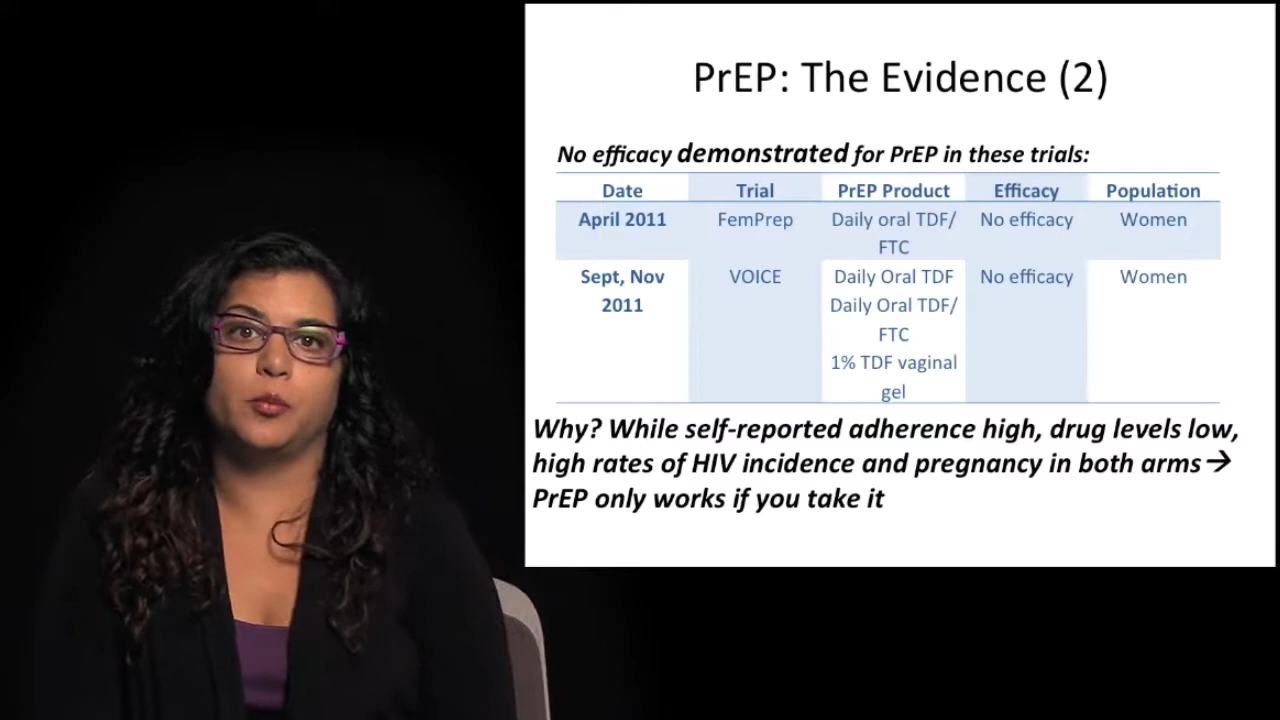 PrEP: The Evidence (2)
No efficacy demonstrated for PrEP in these trials:
Date Trial PrEP Product Efficacy Population
April 2011 FemPrep Daily oral TDF/ No efficacy Women
FTC
Sept, Nov VOICE Daily Oral TDF No efficacy Women
2011 Daily Oral TDF/
FTC
1% TDF vaginal
gel
Why? While self-reported adherence high, drug levels low,
high rates of HIV incidence and pregnancy in both arms→
PrEP only works if you take it